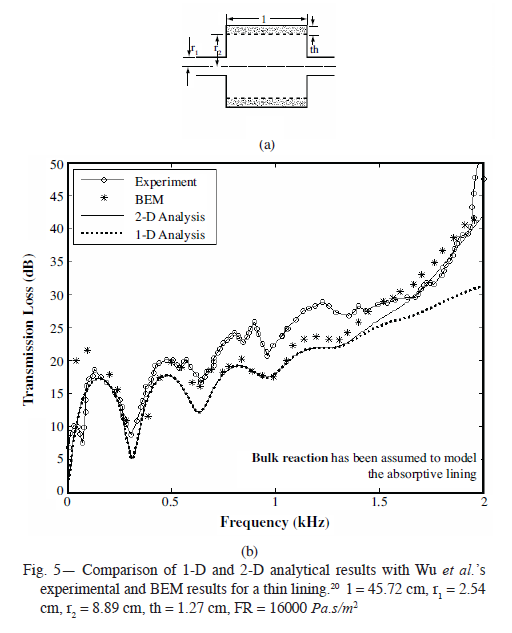 l
r1
r2
th
(a)
50
45
40
35
30
25
20
15
10
5
0
Transmission Loss (dB)
Experiment
BEM
2-D Analysis
1-D Analysis
Bulk reaction has been assumed to model
the absorptive lining
0 0.5 1 1.5 2
Frequency (kHz)
(b)
Fig. 5— Comparison of 1-D and 2-D analytical results with Wu et al.'s
experimental and BEM results for a thin lining.²⁰ l = 45.72 cm, r₁ = 2.54
cm, r₂ = 8.89 cm, th = 1.27 cm, FR = 16000 Pa.s/m²